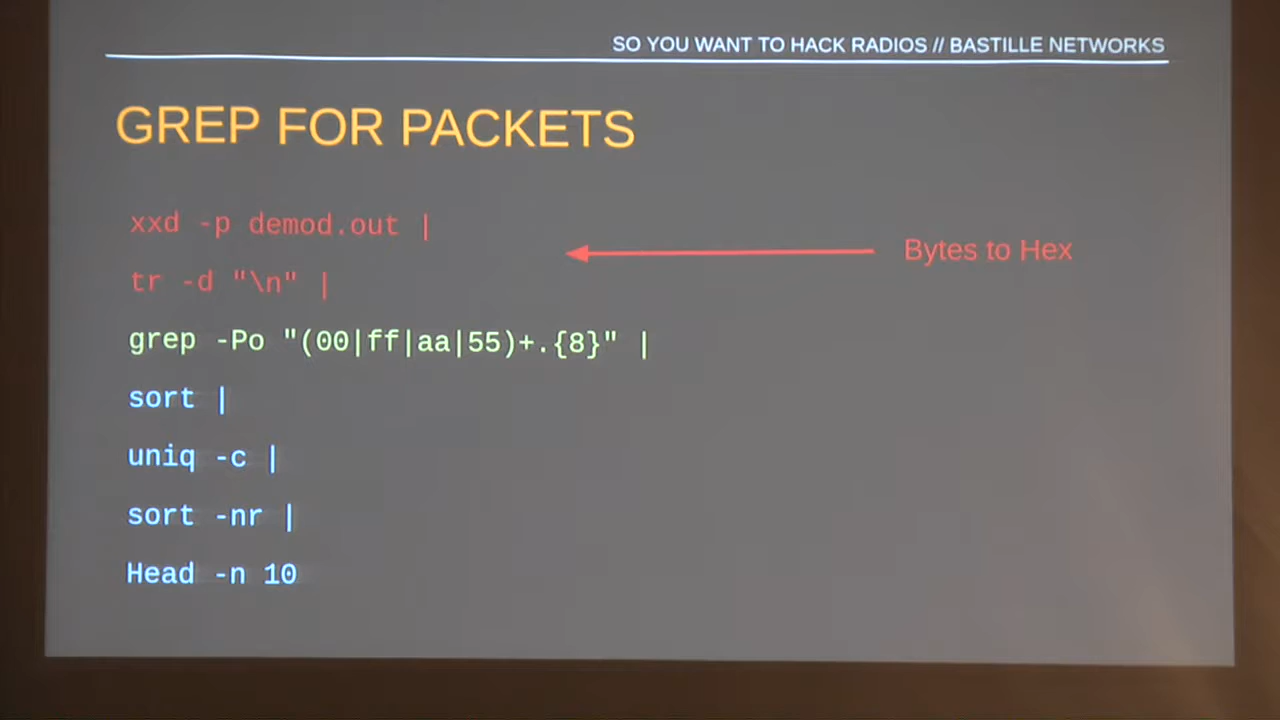 SO YOU WANT TO HACK RADIOS // BASTILLE NETWORKS
GREP FOR PACKETS
xxd -p demod.out |
Bytes to Hex
tr -d "\n" |
grep -Po "(00|ff|aa|55)+.{8}" |
sort |
uniq -c |
sort -nr |
Head -n 10